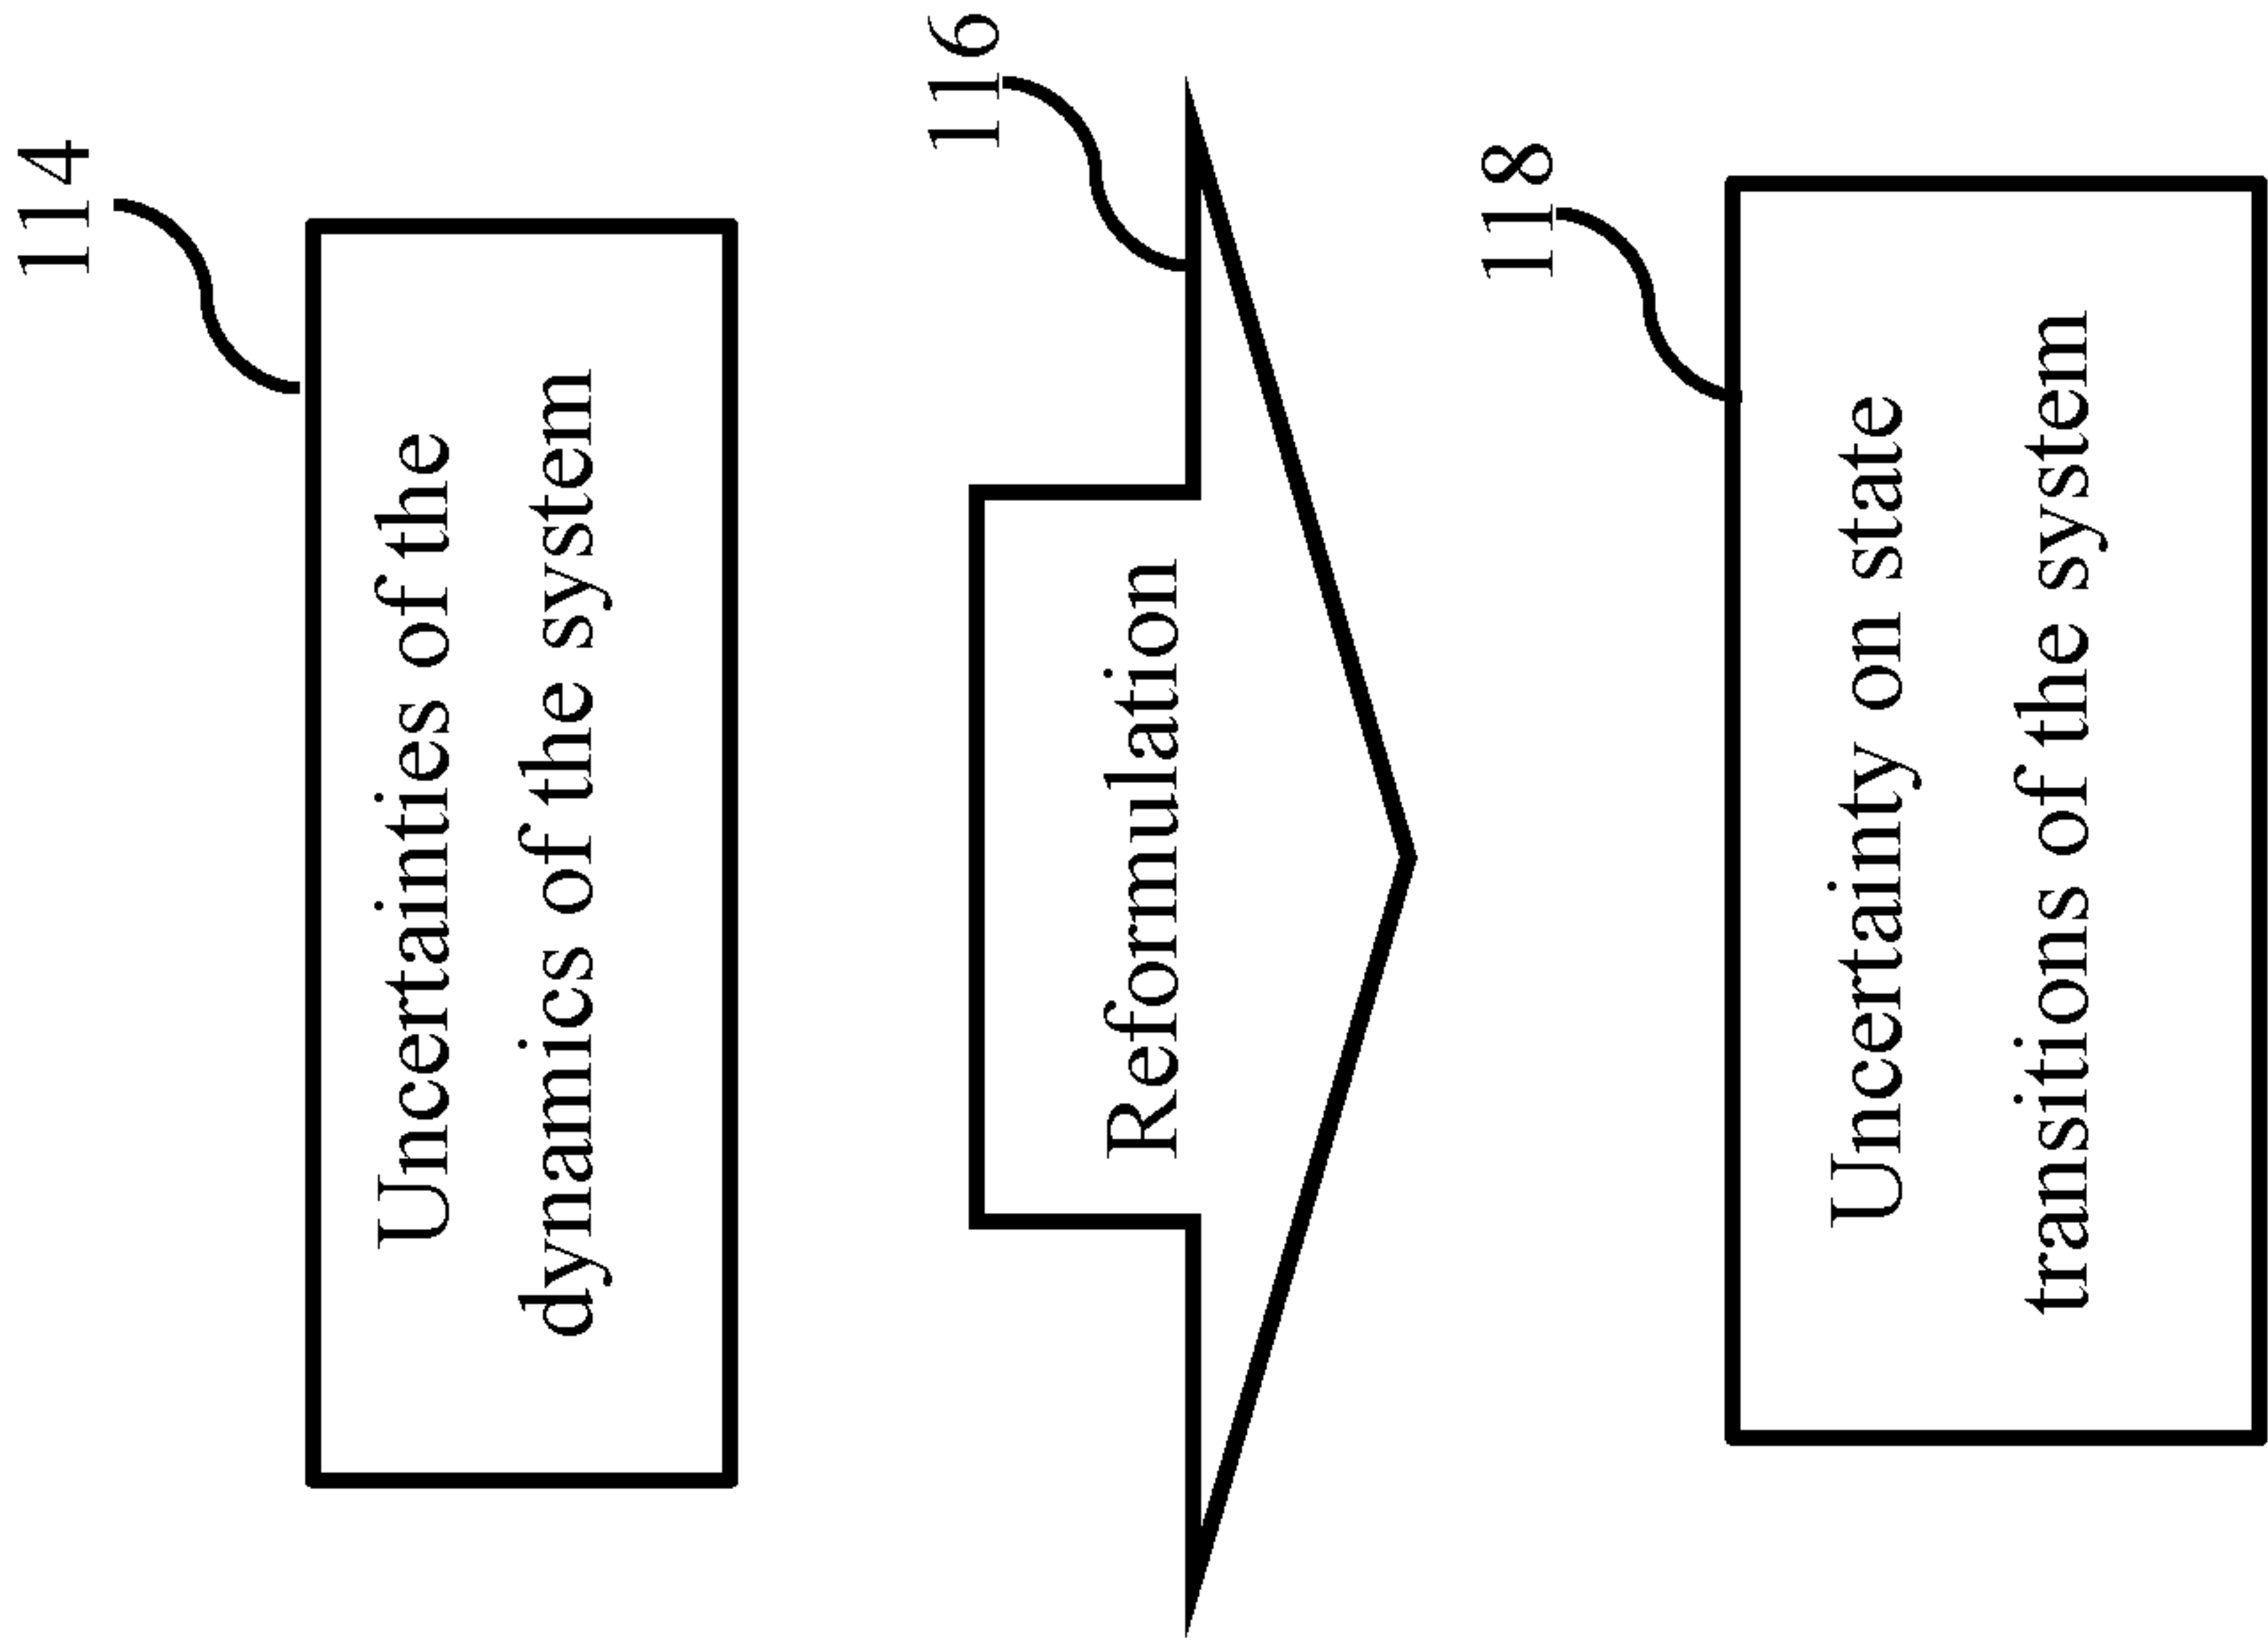 114
Uncertainties of the
dynamics of the system
116
Reformulation
118
Uncertainty on state
transitions of the system